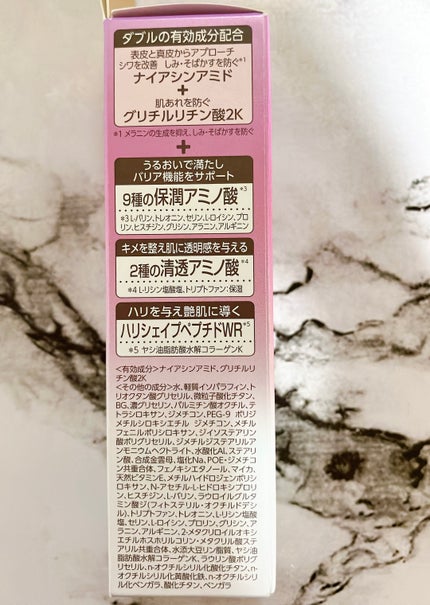 ダブルの有効成分配合
表皮と真皮からアプローチ
シワを改善 しみ・そばかすを防ぐ*1
ナイアシンアミド
+
肌あれを防ぐ
グリチルリチン酸2K
*1 メラニンの生成を抑え、しみ・そばかすを防ぐ
+
うるおいで満たし
バリア機能をサポート
9種の保潤アミノ酸*3
*3 L-バリン、トレオニン、セリン、L-ロイシン、プロ
リン、ヒスチジン、グリシン、アラニン、アルギニン
キメを整え肌に透明感を与える
2種の清透アミノ酸*4
*4 L-リシン塩酸塩、トリプトファン:保湿
ハリを与え艶肌に導く
ハリシェイプペプチドWR*5
*5 ヤシ油脂肪酸水解コラーゲンK
<有効成分>ナイアシンアミド、グリチルリ
チン酸2K
<その他の成分>水、軽質イソパラフィン、ト
リオクタン酸グリセリル、微粒子酸化チタン、
BG、濃グリセリン、パルミチン酸オクチル、デ
トラシロキサン、ジメチコン、PEG-9 ポリジ
メチルシロキシエチル ジメチコン、メチル
フェニルポリシロキサン、ジイソステアリン
酸ポリグリセリル、ジメチルジステアリルア
ンモニウムヘクトライト、水酸化AL、ステア
リン酸、合成金雲母、塩化Na、POE・ジメチコ
ン共重合体、フェノキシエタノール、マイカ、
天然ビタミンE、メチルハイドロジェンポリシ
ロキサン、N-アセチル-L-ヒドロキシプロリ
ン、ヒスチジン、L-バリン、ラウロイルグルタ
ミン酸ジ(フィトステリル・オクチルドデシ
ル)、トリプトファン、トレオニン、L-リシン塩酸
塩、セリン、L-ロイシン、プロリン、グリシン、ア
ラニン、アルギニン、2-メタクリロイルオキシ
エチルホスホリルコリン・メタクリル酸ステ
アリル共重合体、水添大豆リン脂質、ヤシ油
脂肪酸水解コラーゲンK、ラウリン酸ポリグ
リセリル、n-オクチルシリル化酸化チタン、n-
オクチルシリル化黄酸化鉄、n-オクチルシリ
ル化ベンガラ、酸化チタン、ベンガラ